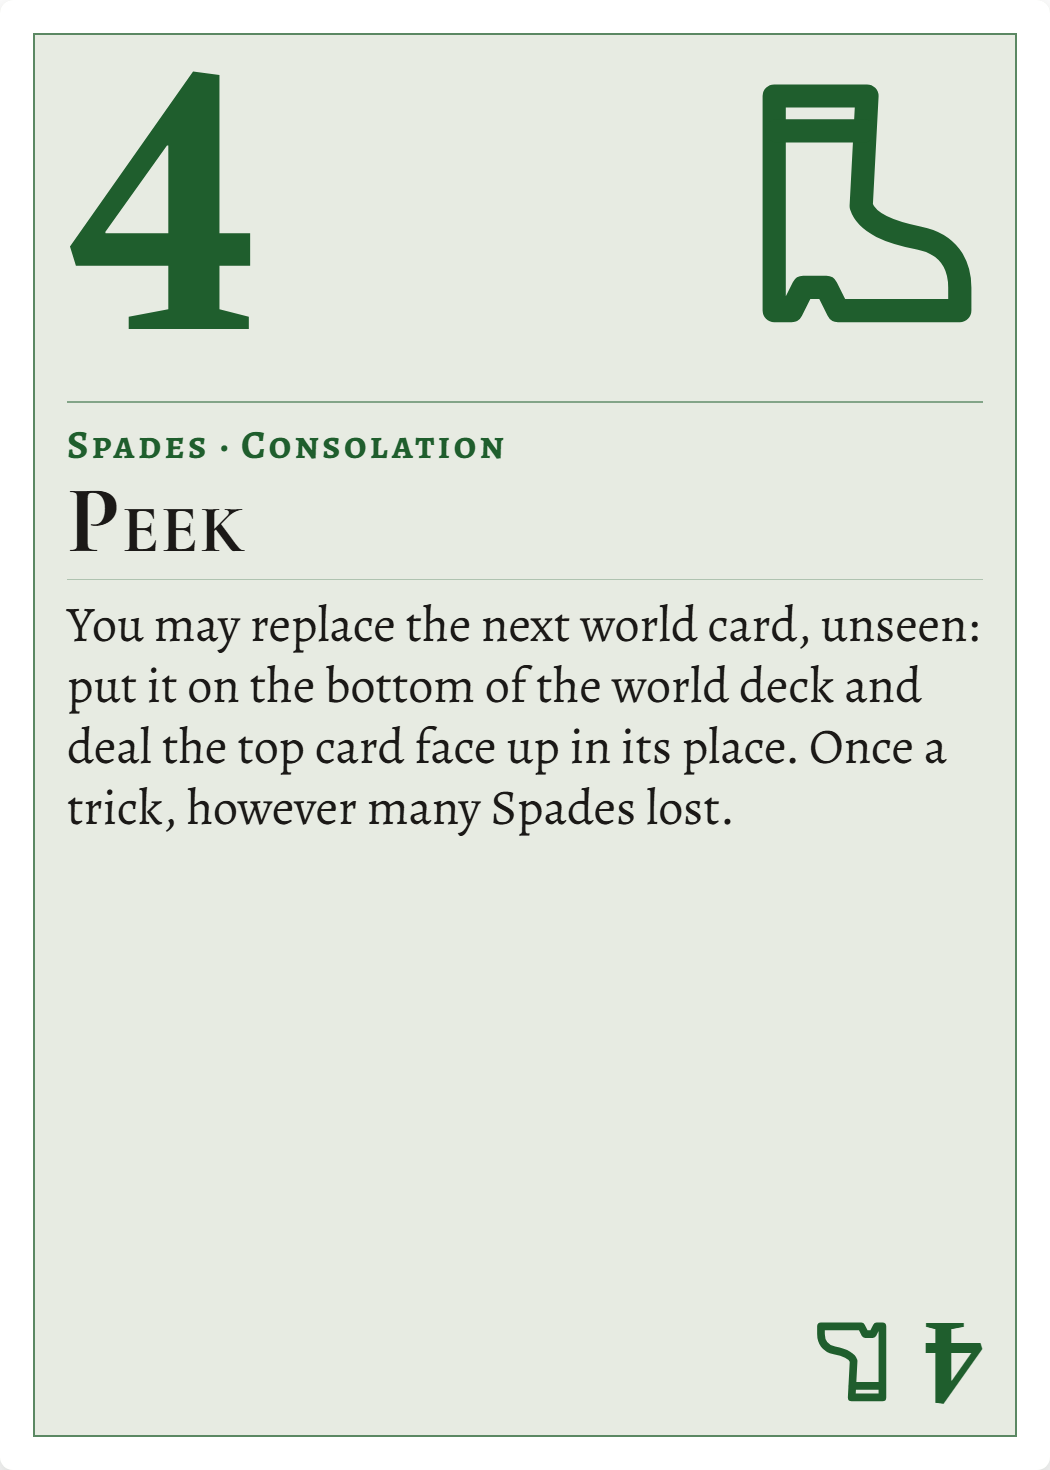 4
Spades · Consolation
Peek
You may replace the next world card, unseen:
put it on the bottom of the world deck and
deal the top card face up in its place. Once a
trick, however many Spades lost.
4